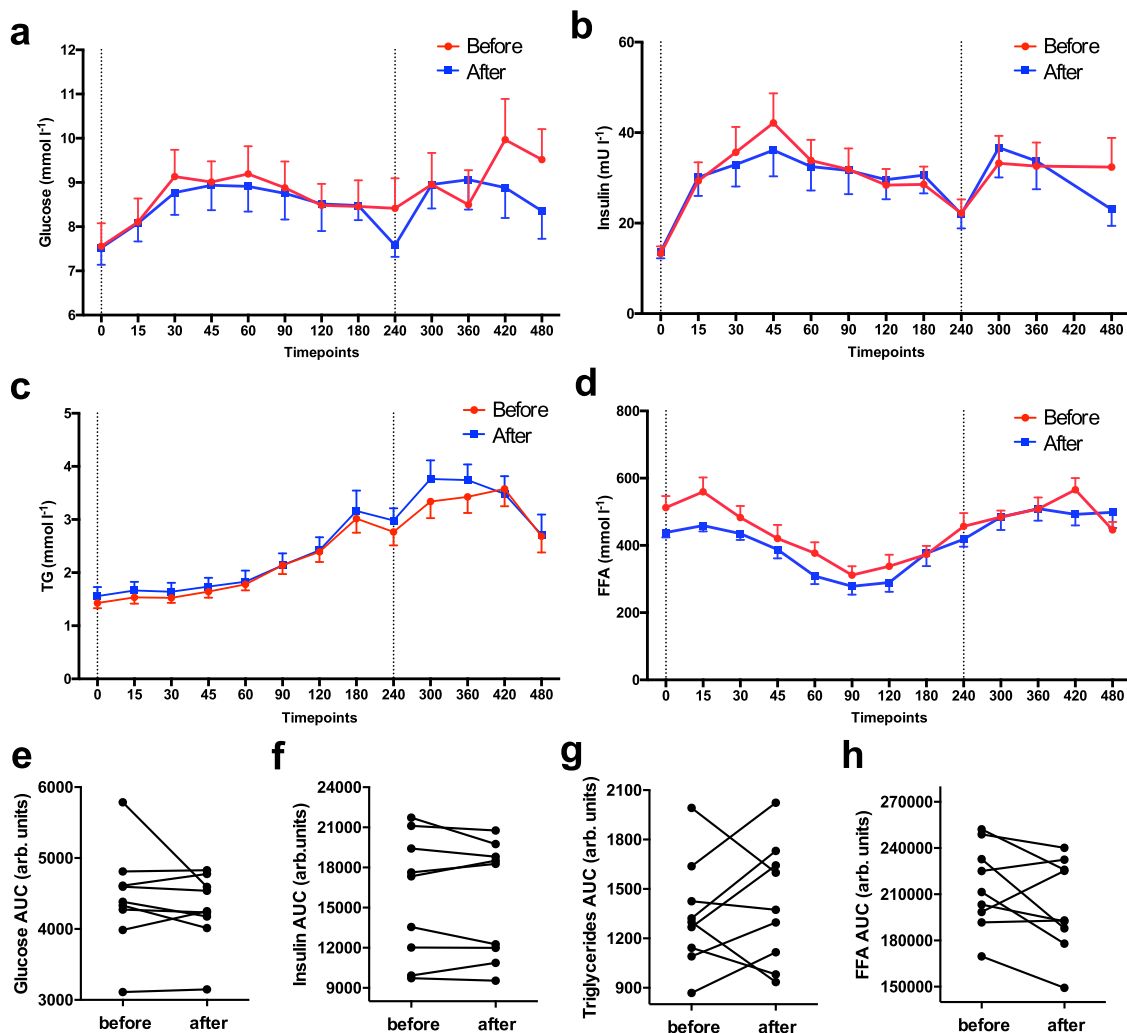 a
Before
After
Glucose (mmol l⁻¹)
12
11
10
9
8
7
6
0 15 30 45 60 90 120 180 240 300 360 420 480
Timepoints
b
Before
After
Insulin (mU l⁻¹)
60
40
20
0
0 15 30 45 60 90 120 180 240 300 360 420 480
Timepoints
c
Before
After
TG (mmol l⁻¹)
5
4
3
2
1
0
0 15 30 45 60 90 120 180 240 300 360 420 480
Timepoints
d
Before
After
FFA (mmol l⁻¹)
800
600
400
200
0
0 15 30 45 60 90 120 180 240 300 360 420 480
Timepoints
e
Glucose AUC (arb. units)
6000
5000
4000
3000
before after
f
Insulin AUC (arb.units)
24000
21000
18000
15000
12000
9000
before after
g
Triglycerides AUC (arb. units)
2100
1800
1500
1200
900
before after
h
FFA AUC (arb. units)
270000
240000
210000
180000
150000
before after